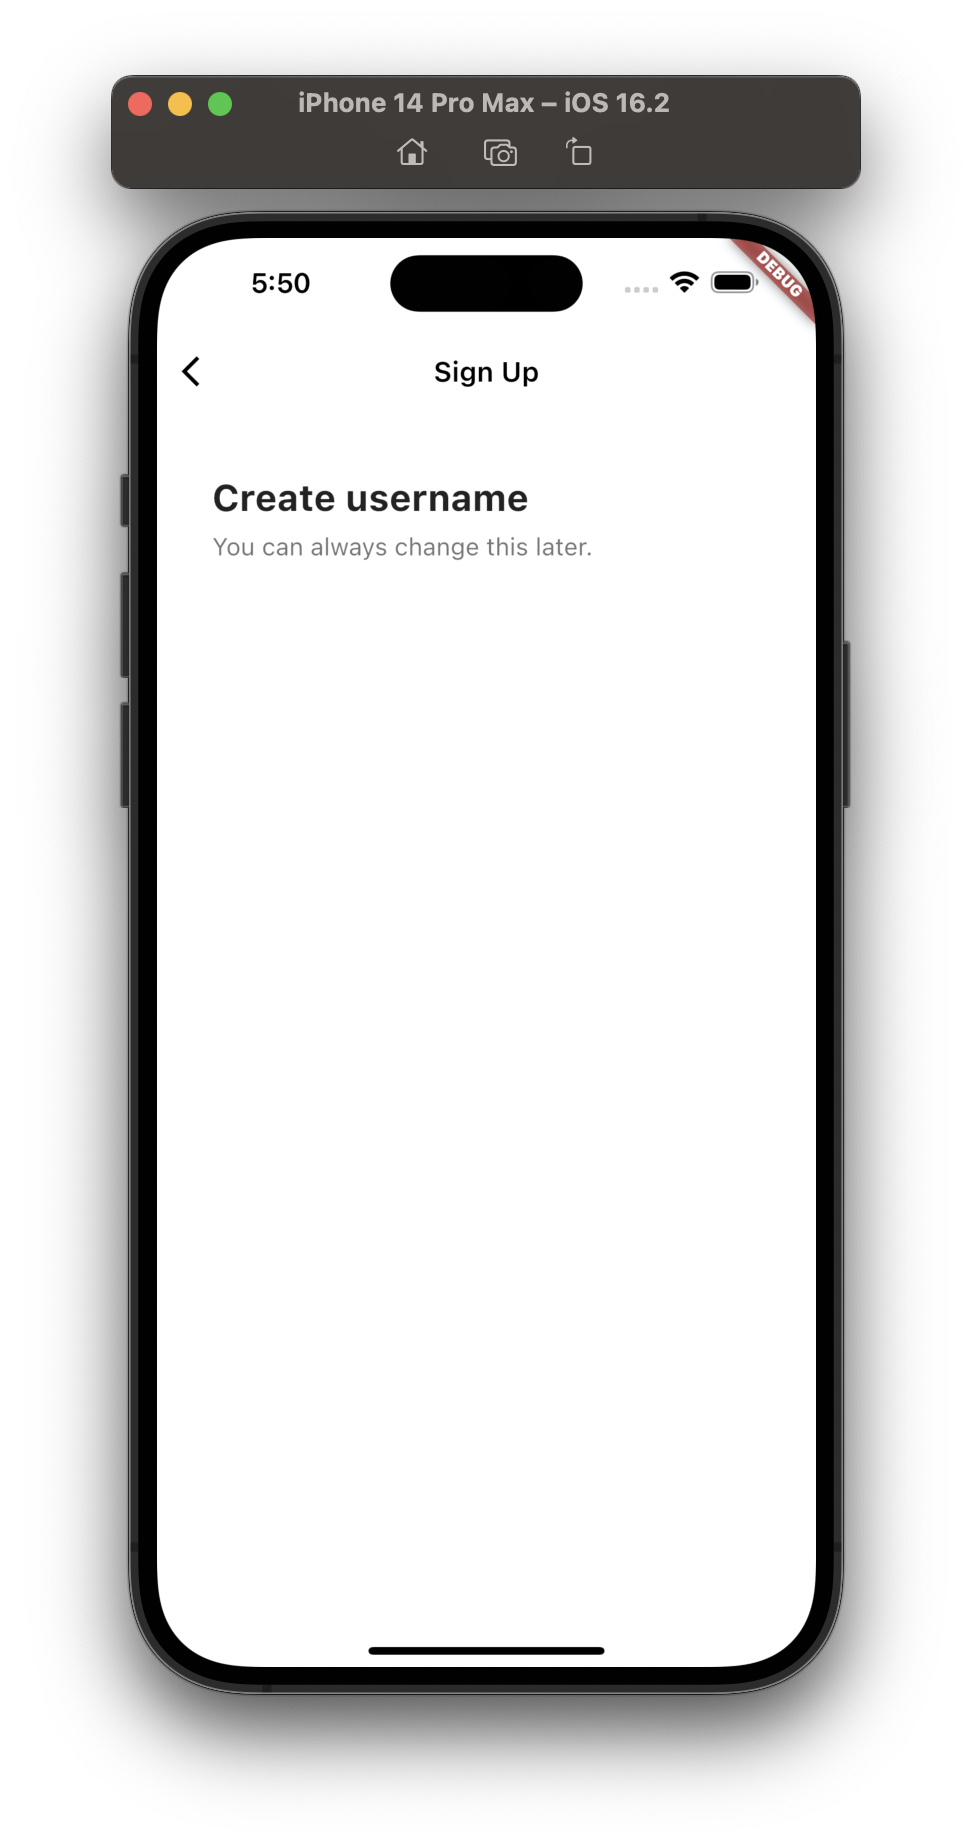 iPhone 14 Pro Max – iOS 16.2
5:50
DEBUG
Sign Up
Create username
You can always change this later.